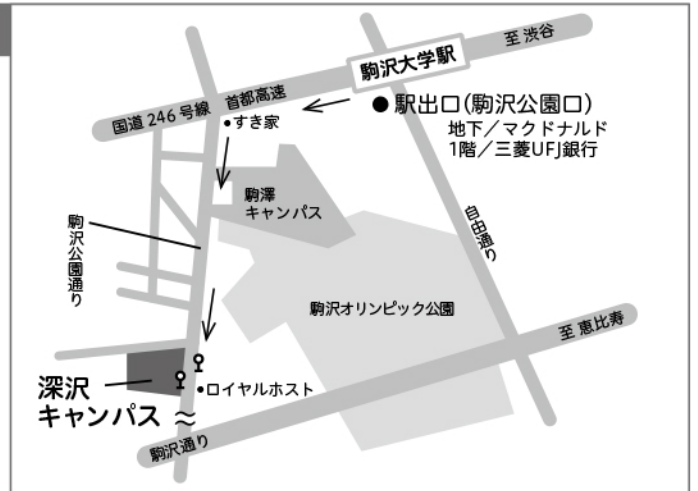 至 渋谷
駒沢大学駅
首都高速
国道 246 号線
●駅出口(駒沢公園口)
地下／マクドナルド
1階／三菱UFJ銀行
•すき家
駒澤
キャンパス
駒沢公園通り
自由通り
駒沢オリンピック公園
至 恵比寿
深沢
キャンパス
•ロイヤルホスト
駒沢通り